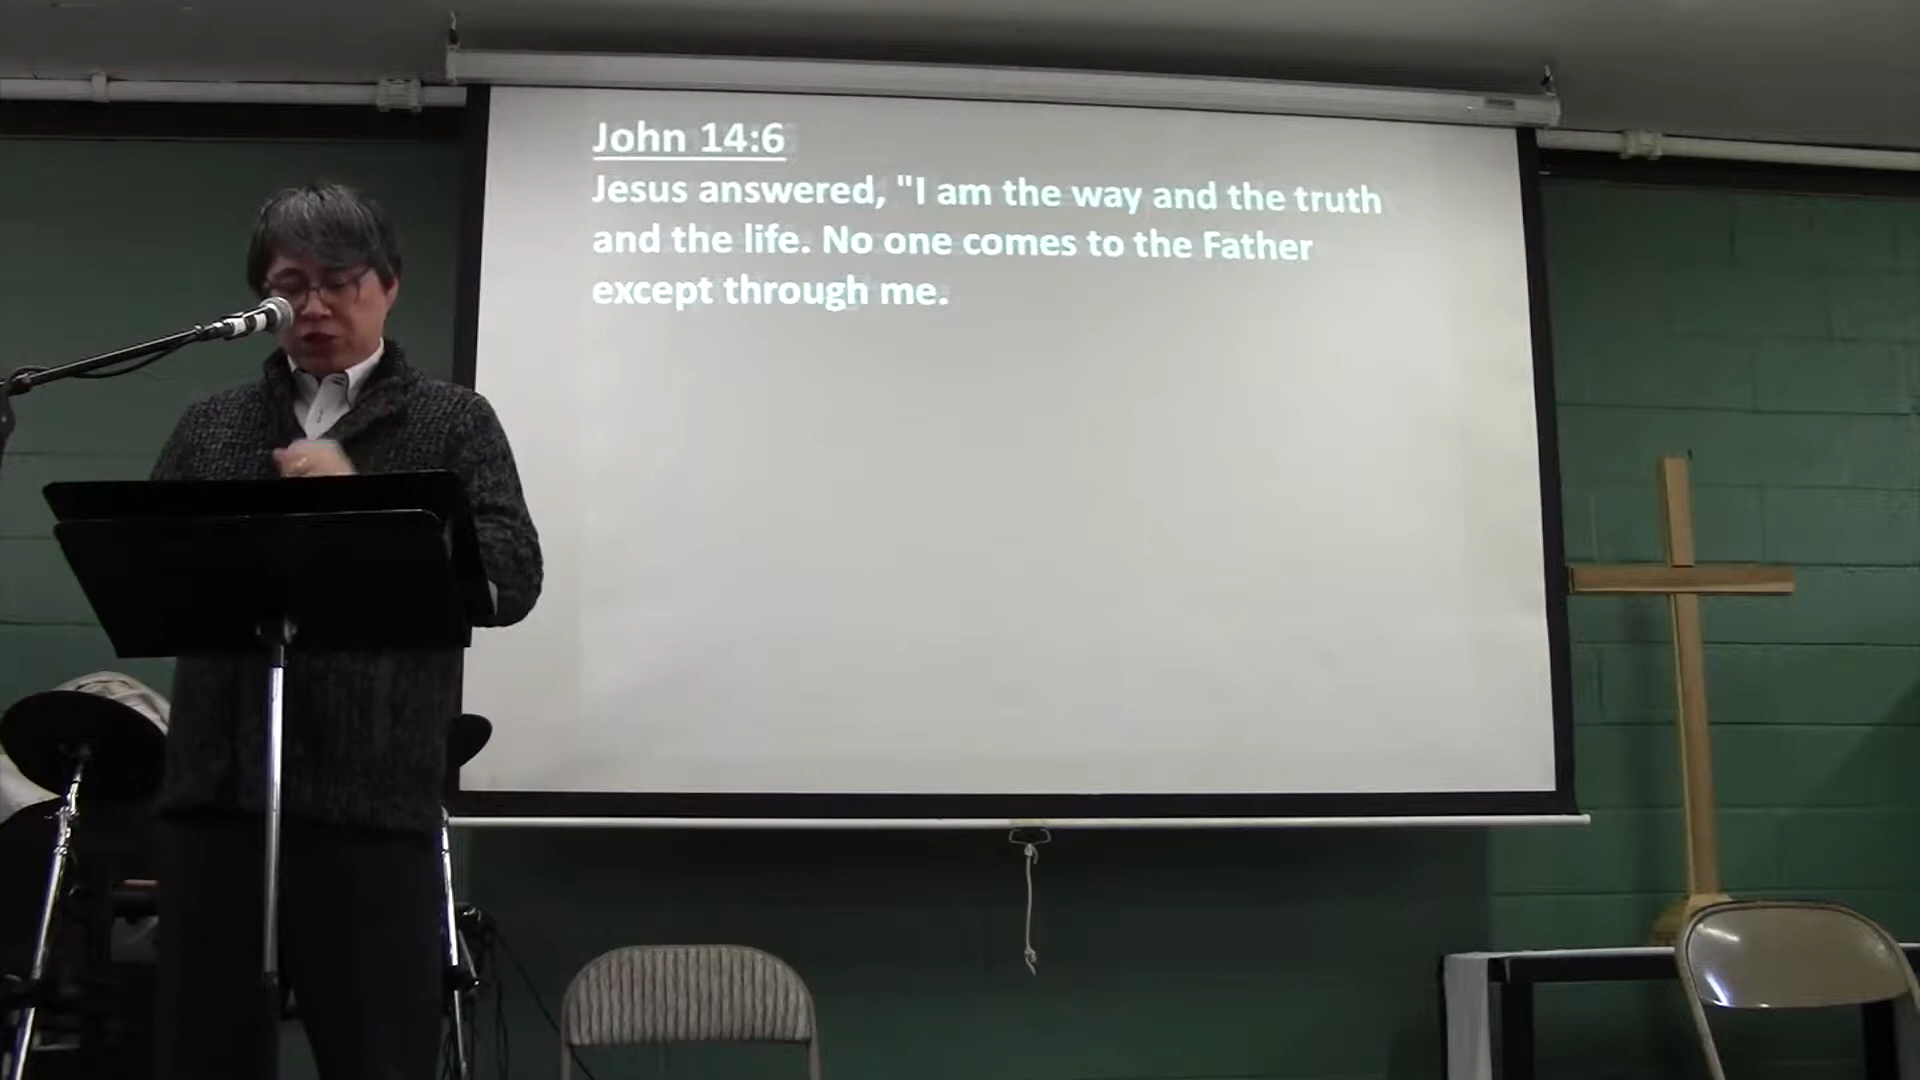 John 14:6
Jesus answered, "I am the way and the truth
and the life. No one comes to the Father
except through me.